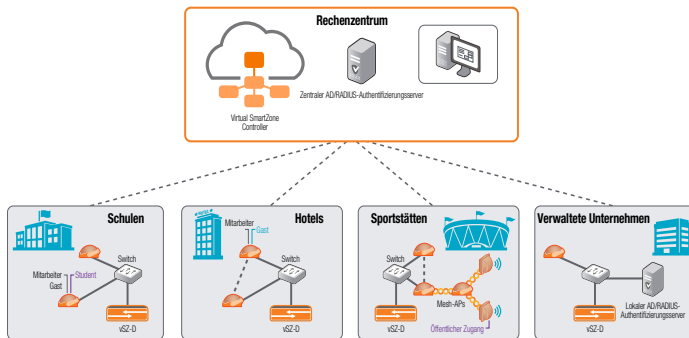 Rechenzentrum
Zentraler AD/RADIUS-Authentifizierungsserver
Virtual SmartZone
Controller
Schulen
Mitarbeiter
Student
Gast
Switch
vSZ-D
Hotels
Mitarbeiter
Gast
Switch
vSZ-D
Sportstätten
Switch
Mesh-APs
vSZ-D
Öffentlicher Zugang
Verwaltete Unternehmen
Switch
vSZ-D
Lokaler AD/RADIUS-
Authentifizierungsserver